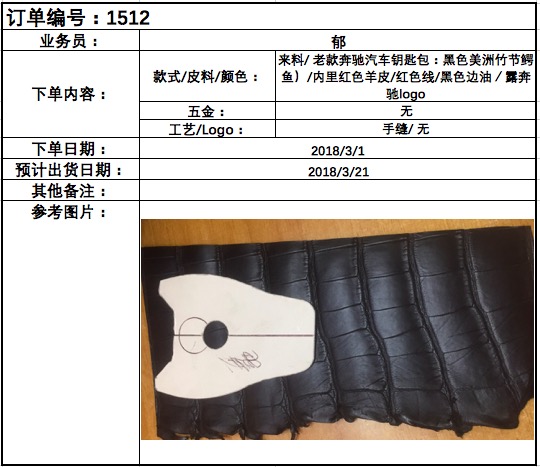 订单编号：1512
业务员：
郁
下单内容：
款式/皮料/颜色：
来料/ 老款奔驰汽车钥匙包：黑色美洲竹节鳄
鱼）/内里红色羊皮/红色线/黑色边油 / 露奔
驰logo
五金：
无
工艺/Logo：
手缝/ 无
下单日期：
2018/3/1
预计出货日期：
2018/3/21
其他备注：
参考图片：